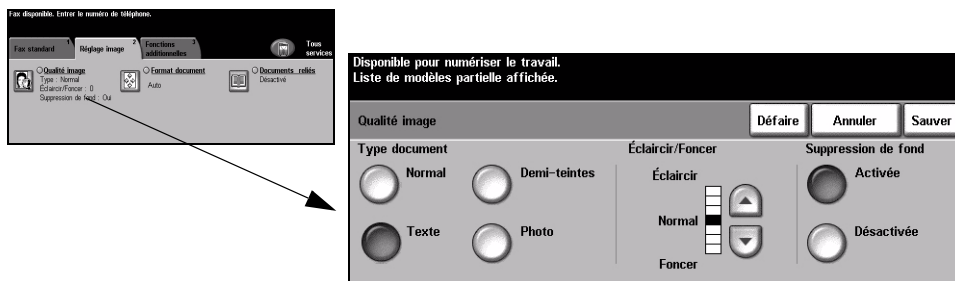 Fax disponible. Entrer le numéro de téléphone.
Fax standard 1
Réglage image 2
Fonctions additionnelles 3
Tous services
Qualité image
Type : Normal
Éclaircir/Foncer : 0
Suppression de fond : Oui
Format document
Auto
Documents reliés
Désactivé
Disponible pour numériser le travail.
Liste de modèles partielle affichée.
Qualité image
Défaire
Annuler
Sauver
Type document
Éclaircir/Foncer
Suppression de fond
Normal
Demi-teintes
Éclaircir
Activée
Normal
Texte
Photo
Désactivée
Foncer